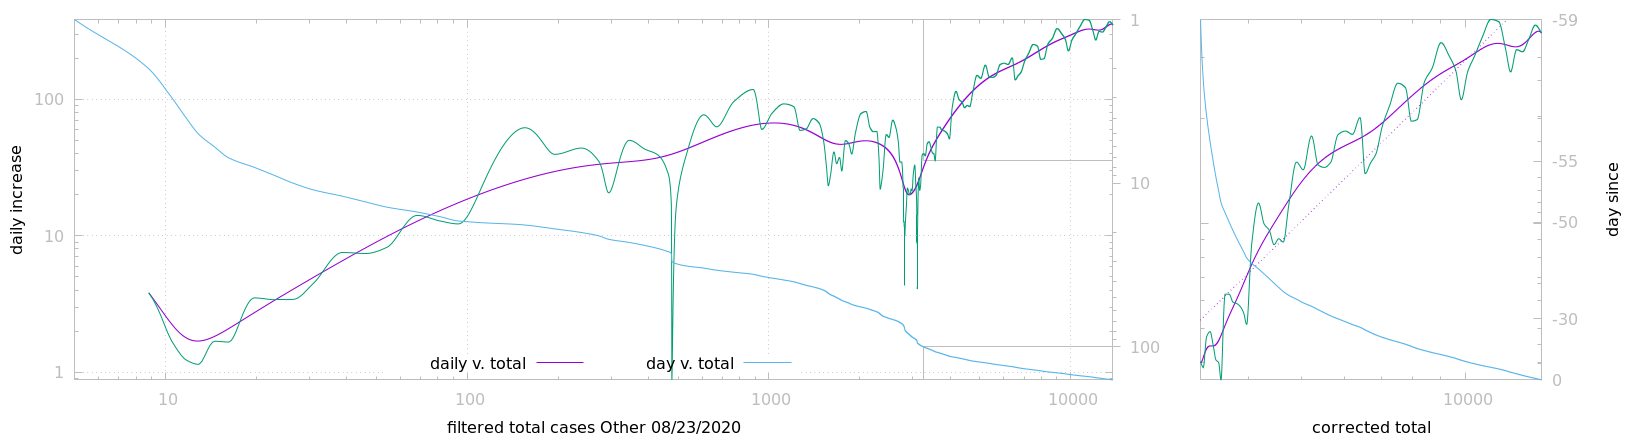 daily increase
100
10
1
daily v. total
day v. total
10
100
1000
10000
filtered total cases Other 08/23/2020
1
10
100
-59
-55
-50
-30
0
day since
10000
corrected total